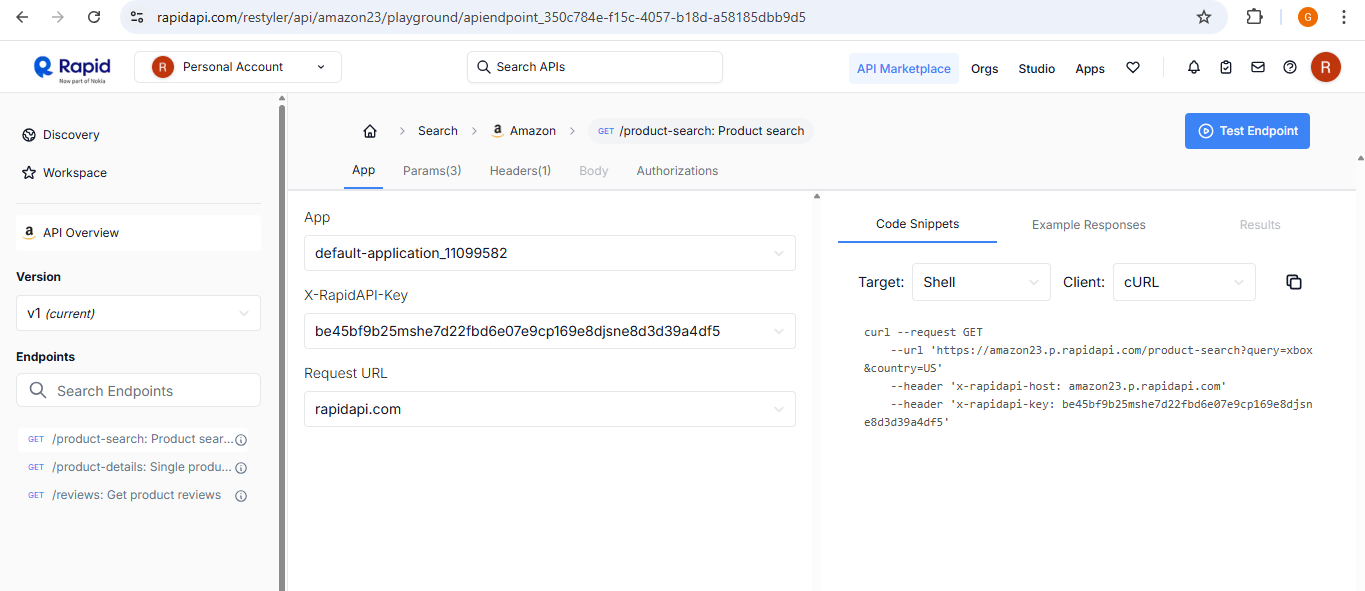 rapidapi.com/restyler/api/amazon23/playground/apiendpoint_350c784e-f15c-4057-b18d-a58185dbb9d5
G
Rapid
Now part of Nokia
R Personal Account
Search APIs
API Marketplace
Orgs
Studio
Apps
R
Discovery
Workspace
a API Overview
Version
v1 (current)
Endpoints
Search Endpoints
GET /product-search: Product sear...
GET /product-details: Single produ...
GET /reviews: Get product reviews
Search
a Amazon
GET /product-search: Product search
Test Endpoint
App
Params(3)
Headers(1)
Body
Authorizations
App
default-application_11099582
X-RapidAPI-Key
be45bf9b25mshe7d22fbd6e07e9cp169e8djsne8d3d39a4df5
Request URL
rapidapi.com
Code Snippets
Example Responses
Results
Target: Shell
Client: cURL
curl --request GET
--url 'https://amazon23.p.rapidapi.com/product-search?query=xbox
&country=US'
--header 'x-rapidapi-host: amazon23.p.rapidapi.com'
--header 'x-rapidapi-key: be45bf9b25mshe7d22fbd6e07e9cp169e8djsn
e8d3d39a4df5'